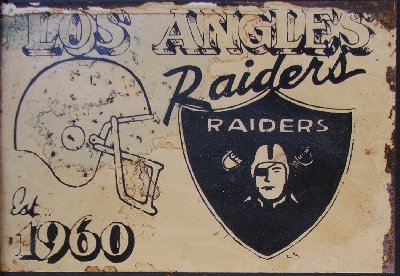 LOS ANGLES
Raiders
RAIDERS
Est.
1960